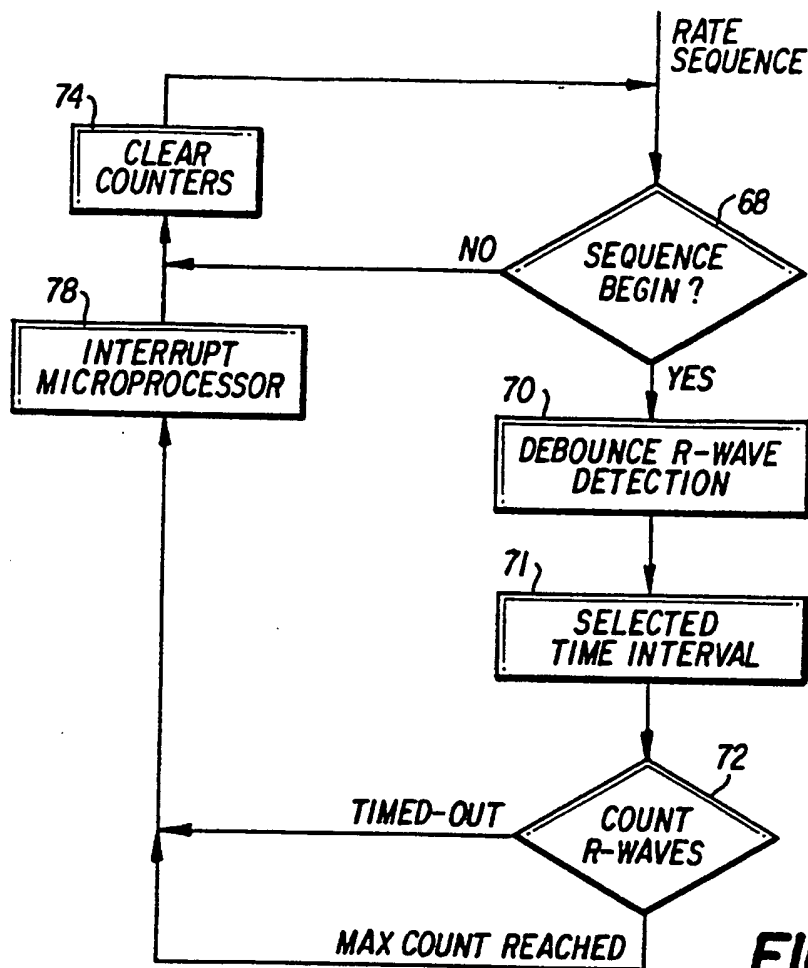 RATE
SEQUENCE
74
CLEAR
COUNTERS
68
SEQUENCE
BEGIN ?
NO
78
INTERRUPT
MICROPROCESSOR
YES
70
DEBOUNCE R-WAVE
DETECTION
71
SELECTED
TIME INTERVAL
72
COUNT
R-WAVES
TIMED-OUT
MAX COUNT REACHED